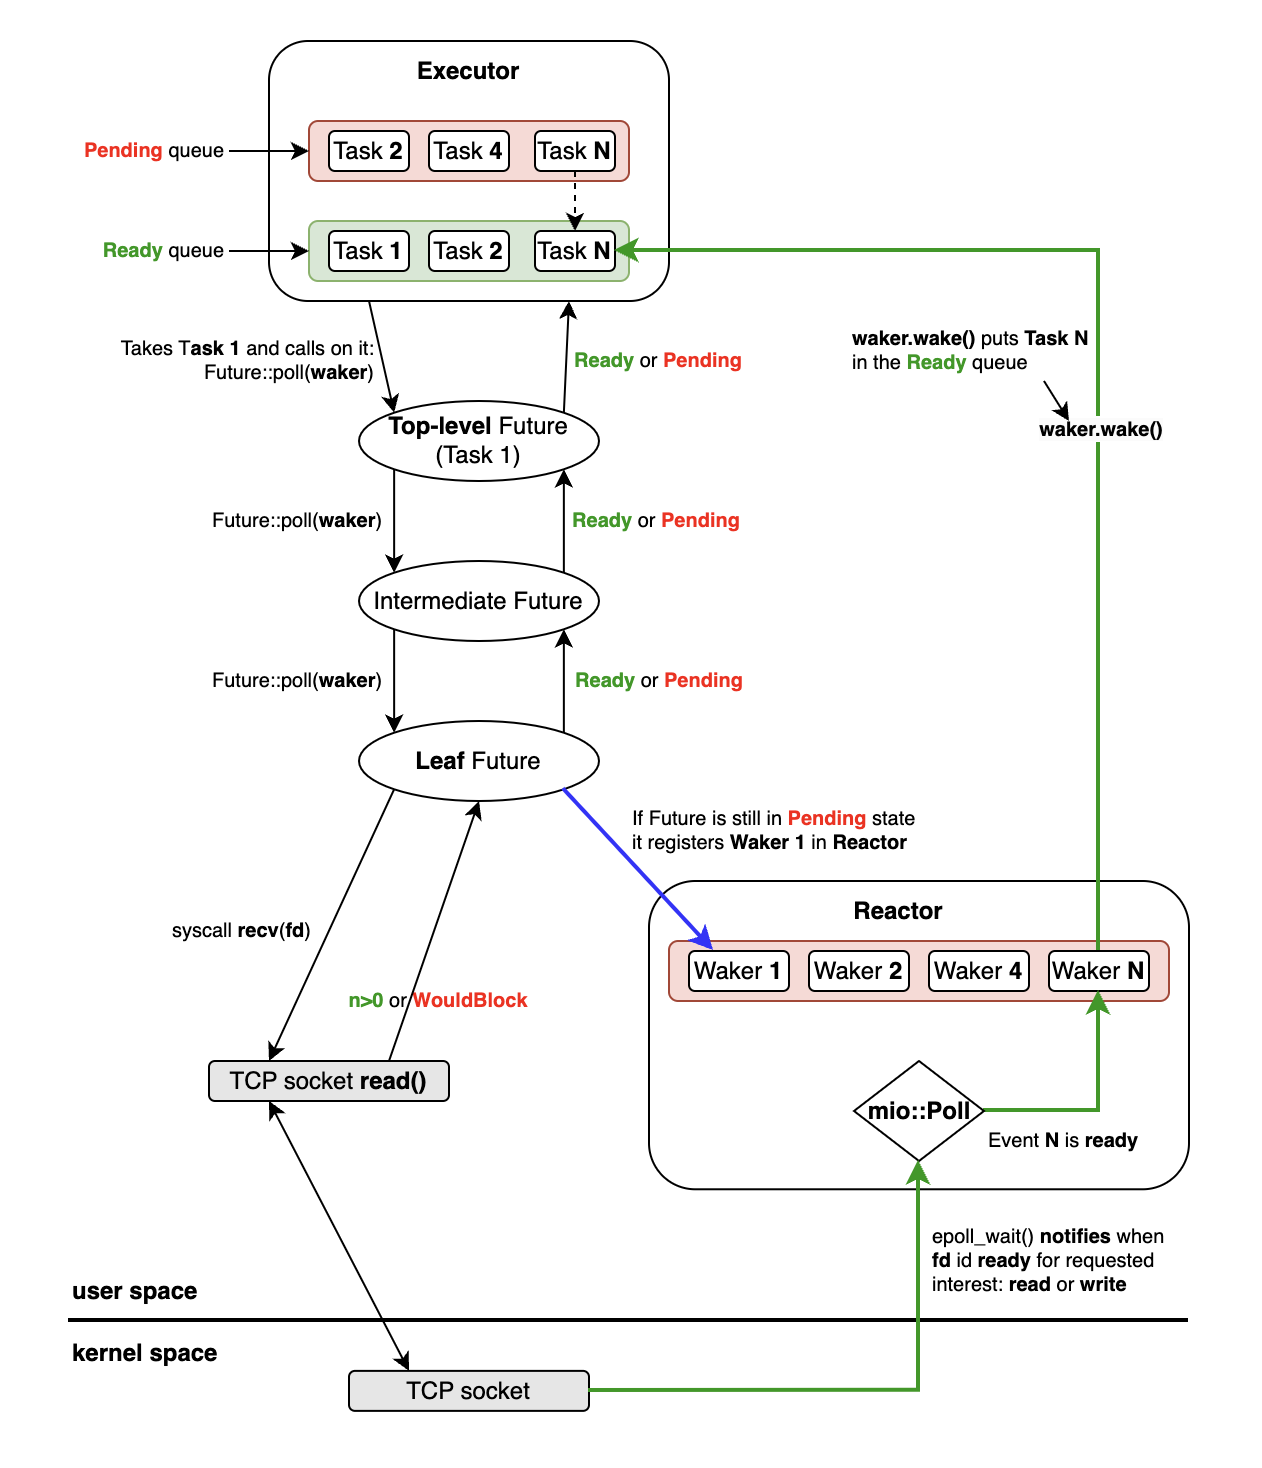 Executor
Pending queue
Task 2
Task 4
Task N
Ready queue
Task 1
Task 2
Task N
Takes Task 1 and calls on it:
Future::poll(waker)
Ready or Pending
waker.wake() puts Task N
in the Ready queue
waker.wake()
Top-level Future
(Task 1)
Future::poll(waker)
Ready or Pending
Intermediate Future
Future::poll(waker)
Ready or Pending
Leaf Future
If Future is still in Pending state
it registers Waker 1 in Reactor
syscall recv(fd)
n>0 or WouldBlock
Reactor
Waker 1
Waker 2
Waker 4
Waker N
TCP socket read()
mio::Poll
Event N is ready
epoll_wait() notifies when
fd id ready for requested
interest: read or write
user space
kernel space
TCP socket